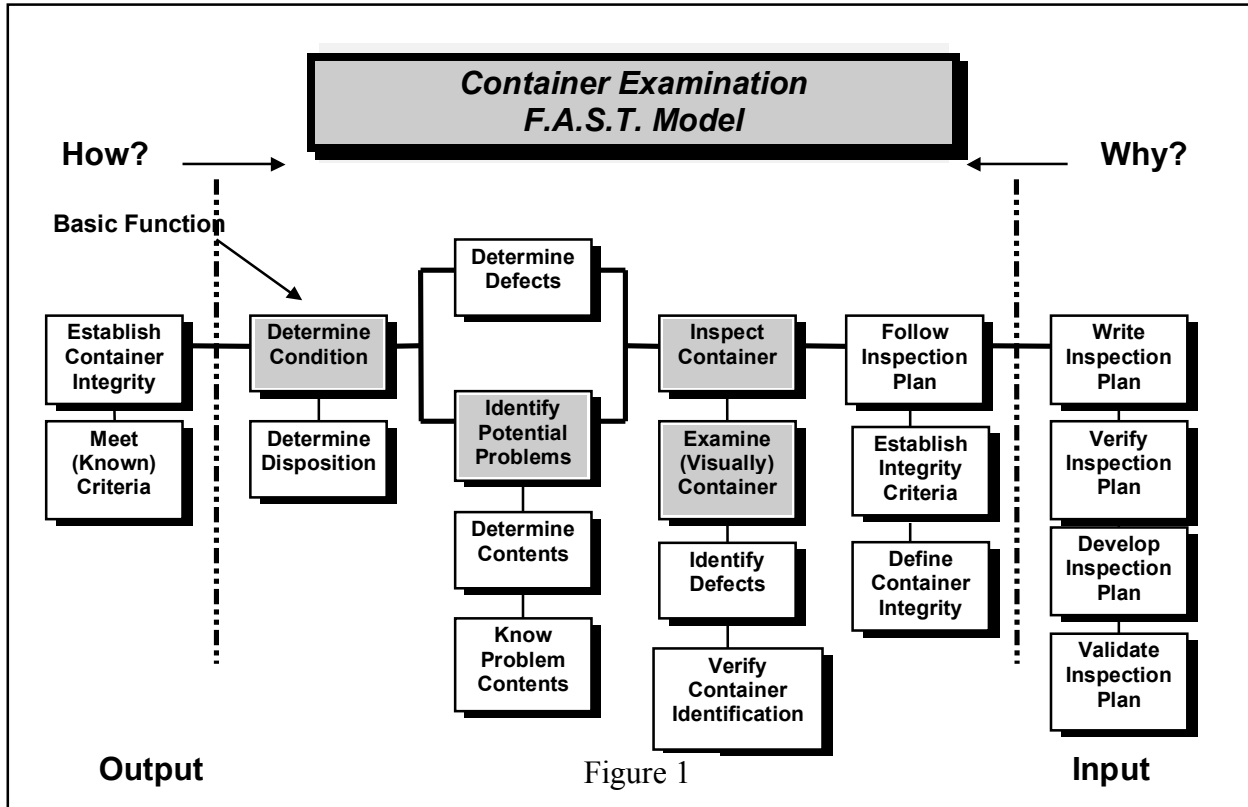 Container Examination
F.A.S.T. Model
How?
Why?
Basic Function
Establish
Container
Integrity
Meet
(Known)
Criteria
Determine
Condition
Determine
Disposition
Determine
Defects
Identify
Potential
Problems
Determine
Contents
Know
Problem
Contents
Inspect
Container
Examine
(Visually)
Container
Identify
Defects
Verify
Container
Identification
Follow
Inspection
Plan
Establish
Integrity
Criteria
Define
Container
Integrity
Write
Inspection
Plan
Verify
Inspection
Plan
Develop
Inspection
Plan
Validate
Inspection
Plan
Output
Figure 1
Input